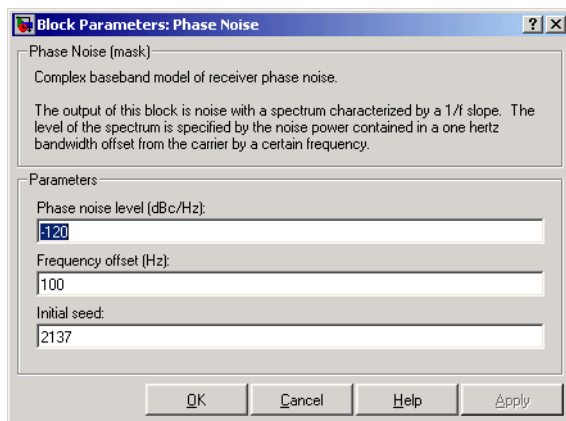 Block Parameters: Phase Noise
Phase Noise (mask)
Complex baseband model of receiver phase noise.
The output of this block is noise with a spectrum characterized by a 1/f slope. The
level of the spectrum is specified by the noise power contained in a one hertz
bandwidth offset from the carrier by a certain frequency.
Parameters
Phase noise level (dBc/Hz):
-120
Frequency offset (Hz):
100
Initial seed:
2137
OK Cancel Help Apply